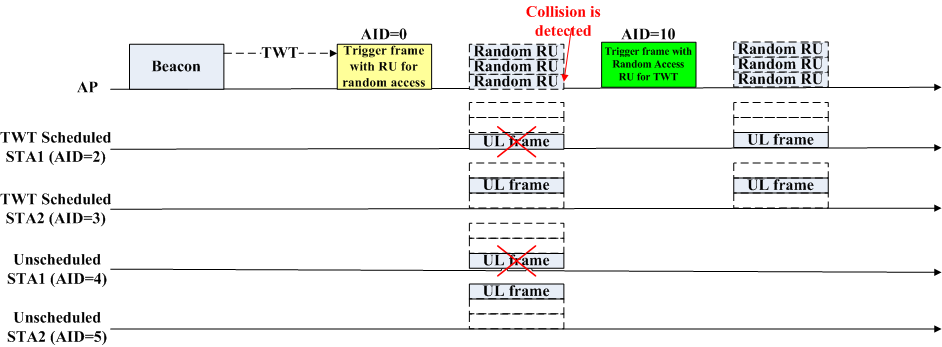 Collision is
detected
AID=0
AID=10
Beacon
TWT
Trigger frame
with RU for
random access
Random RU
Random RU
Random RU
Trigger frame with
Random Access
RU for TWT
Random RU
Random RU
Random RU
AP
TWT Scheduled
STA1 (AID=2)
UL frame
UL frame
TWT Scheduled
STA2 (AID=3)
UL frame
UL frame
Unscheduled
STA1 (AID=4)
UL frame
Unscheduled
STA2 (AID=5)
UL frame